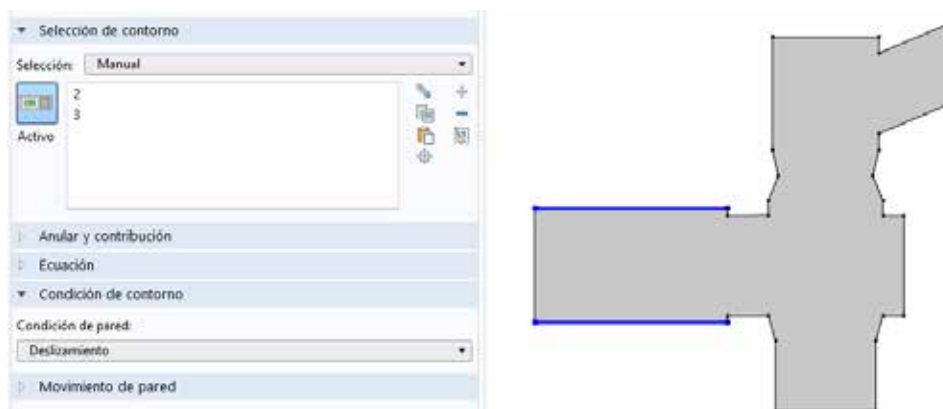 Selección de contorno
Selección: Manual
2
3
Activo
Anular y contribución
Ecuación
Condición de contorno
Condición de pared:
Deslizamiento
Movimiento de pared